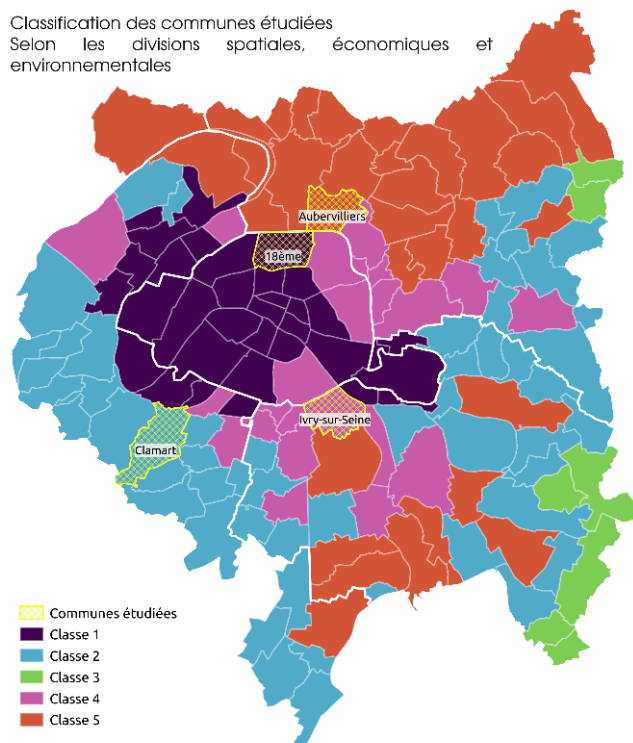 Classification des communes étudiées
Selon les divisions spatiales, économiques et
environnementales
Aubervilliers
18ème
Ivry-sur-Seine
Clamart
Communes étudiées
Classe 1
Classe 2
Classe 3
Classe 4
Classe 5